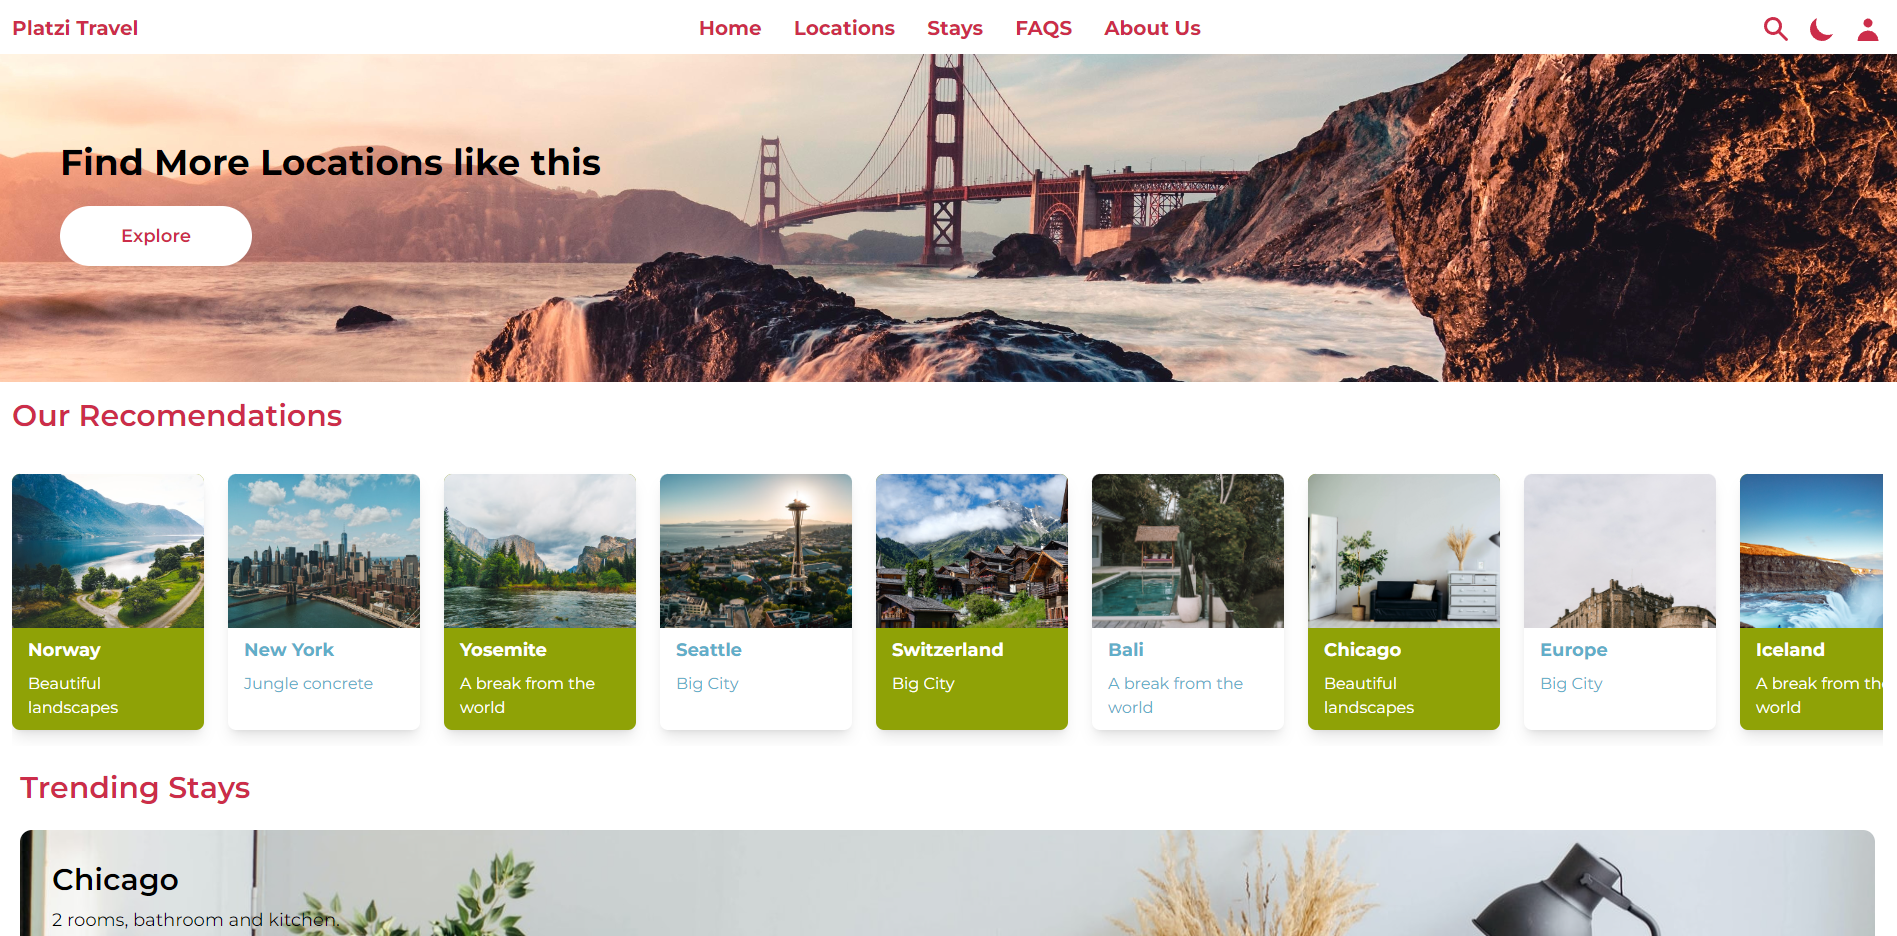 Platzi Travel
Home
Locations
Stays
FAQS
About Us
Find More Locations like this
Explore
Our Recomendations
Norway
Beautiful
landscapes
New York
Jungle concrete
Yosemite
A break from the
world
Seattle
Big City
Switzerland
Big City
Bali
A break from the
world
Chicago
Beautiful
landscapes
Europe
Big City
Iceland
A break from the
world
Trending Stays
Chicago
2 rooms, bathroom and kitchen.